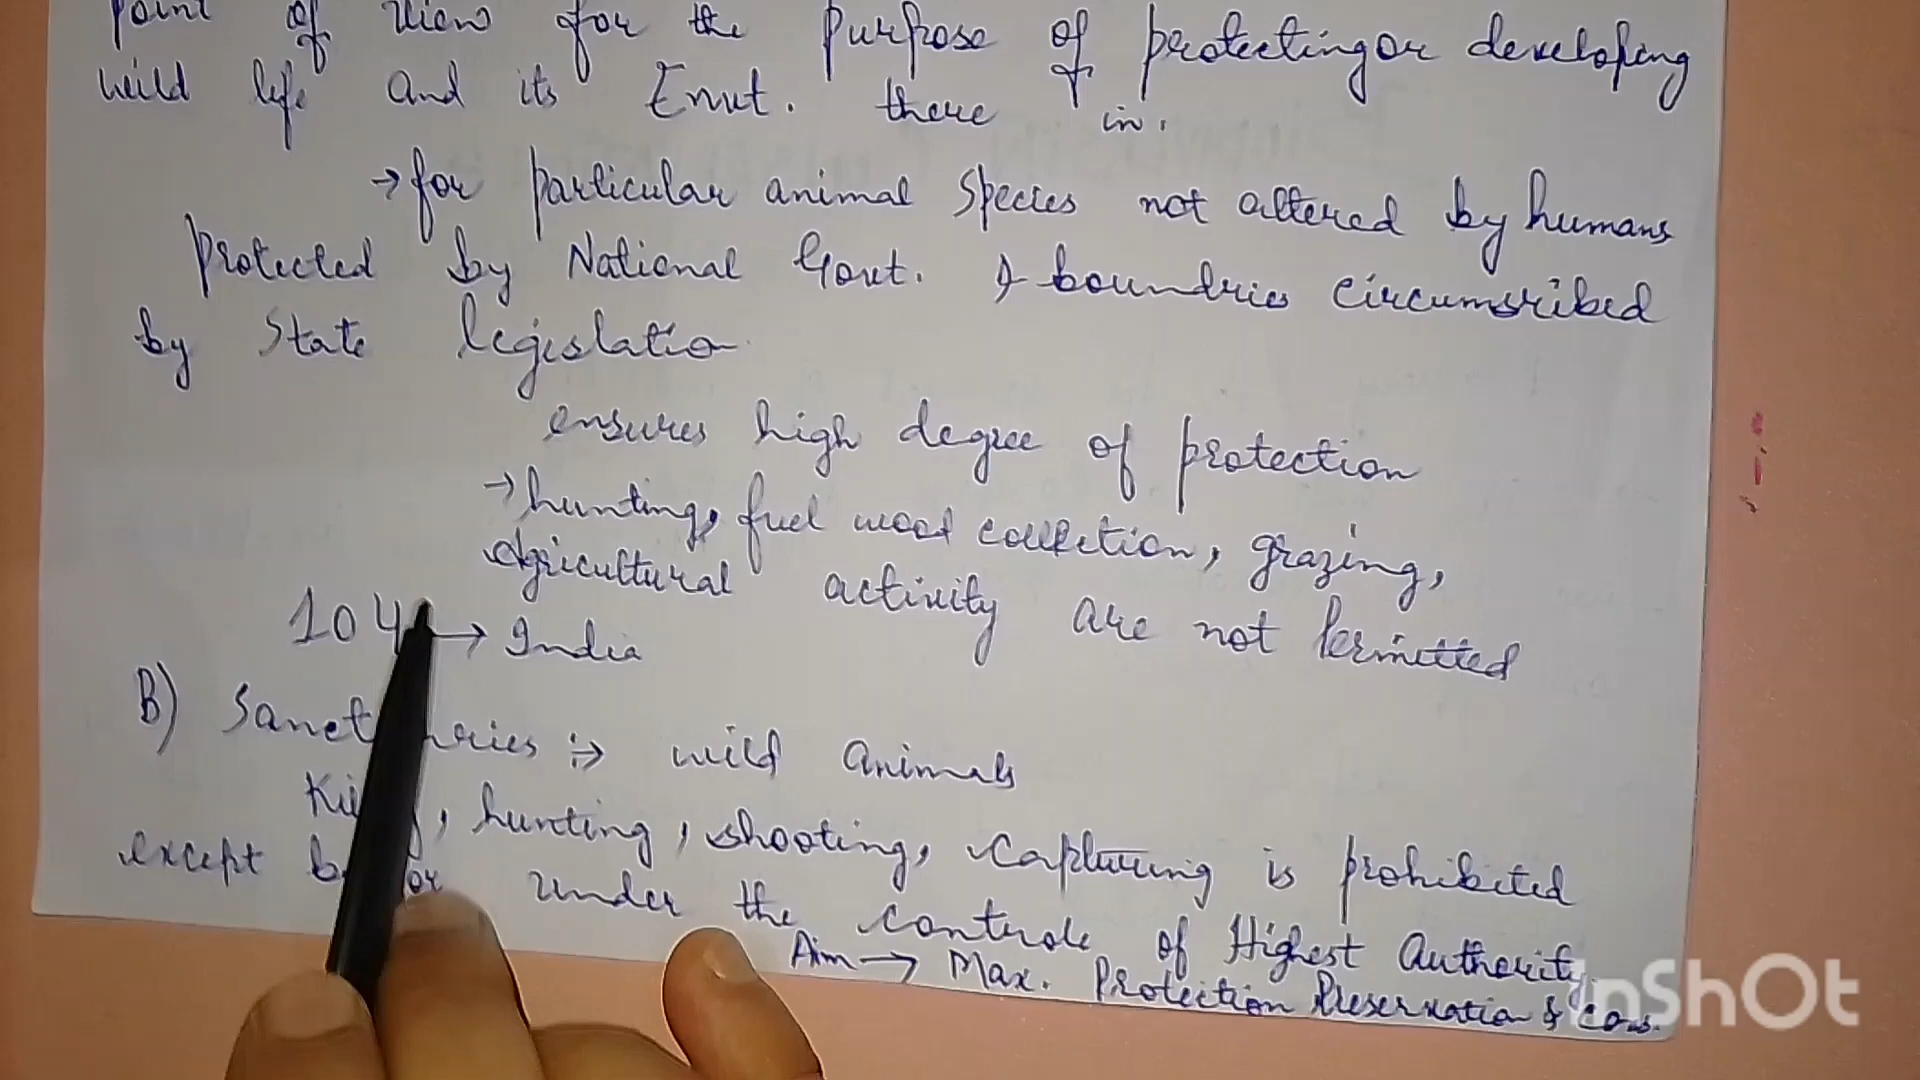 Point of view for the purpose of protecting or developing
wild life and its Envt. there in.
→ for particular animal species not altered by humans
Protected by National Govt. & boundries circumsribed
by State legislation
ensures high degree of protection
→ hunting, fuel wood collection, grazing,
agricultural activity are not permitted
104 → India
B) Sanct ries :→ wild animals
hunting, shooting, capturing is prohibited
except or under the controle of Highest Authority
Aim → Max. Protection Preservation & Cons.
InShOt